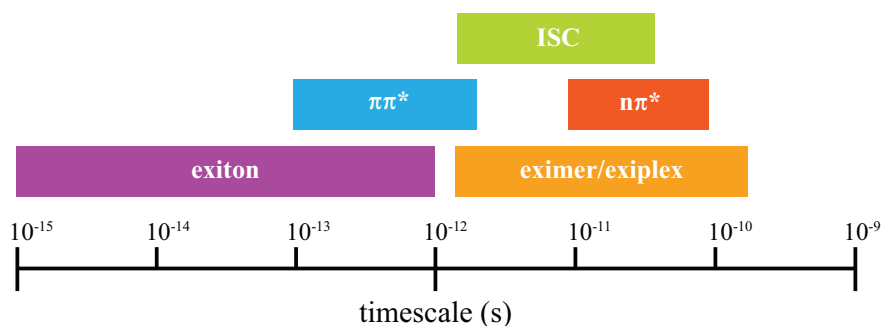 ISC
ππ*
nπ*
exiton
eximer/exiplex
10⁻¹⁵ 10⁻¹⁴ 10⁻¹³ 10⁻¹² 10⁻¹¹ 10⁻¹⁰ 10⁻⁹
timescale (s)